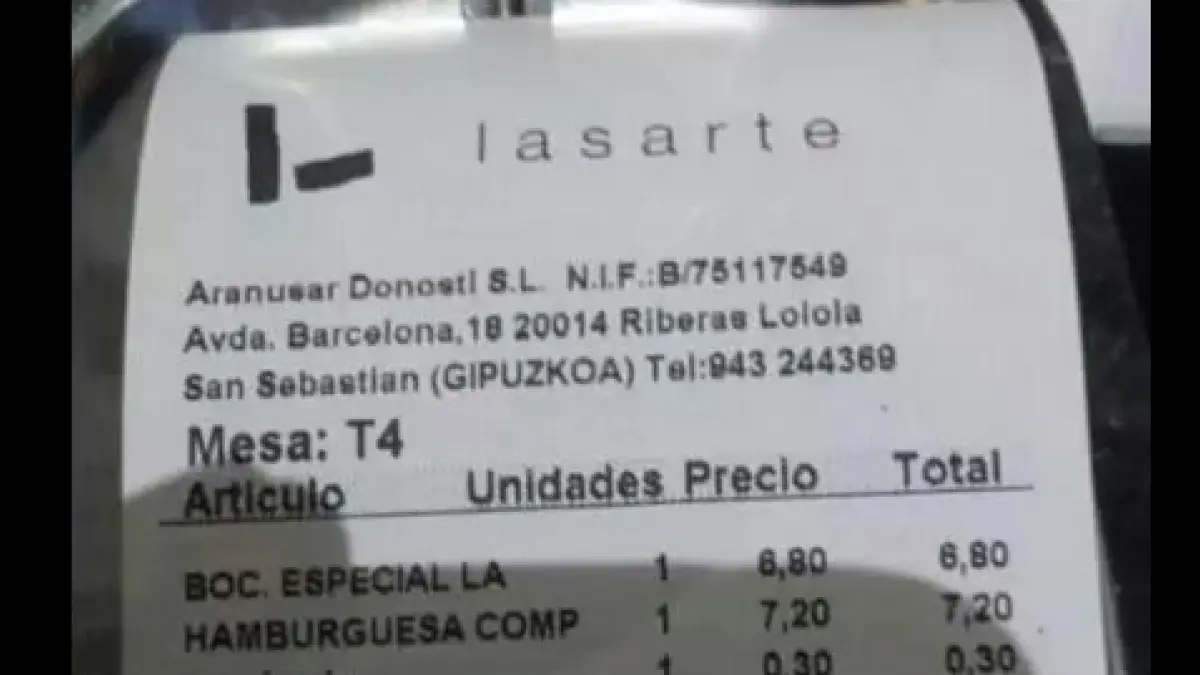 lasarte
Aranusar Donosti S.L. N.I.F.:B/75117549
Avda. Barcelona,18 20014 Riberas Loiola
San Sebastian (GIPUZKOA) Tel:943 244369
Mesa: T4
Articulo Unidades Precio Total
BOC. ESPECIAL LA 1 6,80 6,80
HAMBURGUESA COMP 1 7,20 7,20
1 0,30 0,30